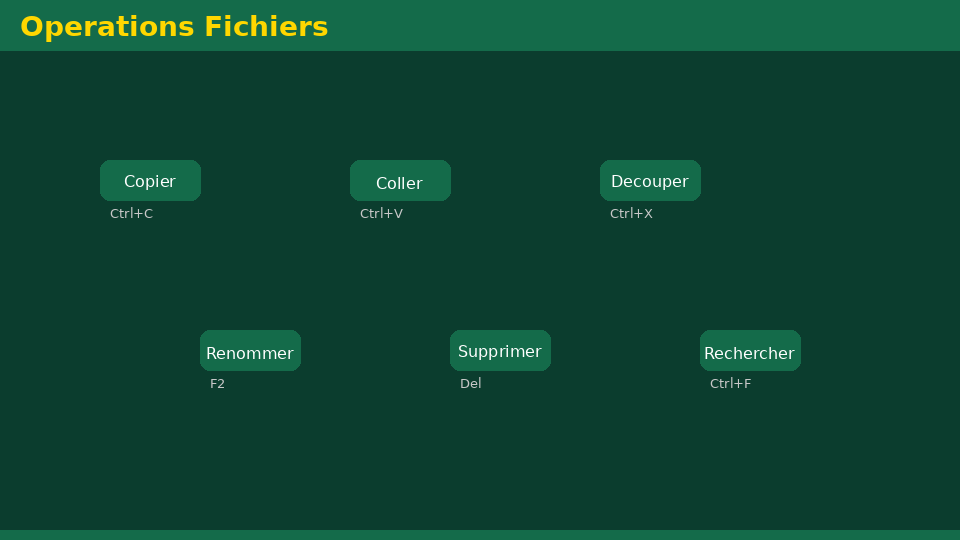 Operations Fichiers
Copier
Ctrl+C
Coller
Ctrl+V
Decouper
Ctrl+X
Renommer
F2
Supprimer
Del
Rechercher
Ctrl+F